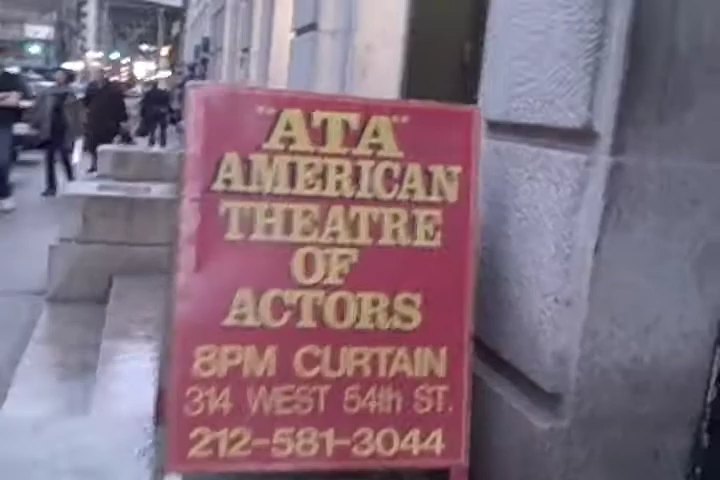 "ATA"
AMERICAN
THEATRE
OF
ACTORS
8PM CURTAIN
314 WEST 54th ST.
212-581-3044